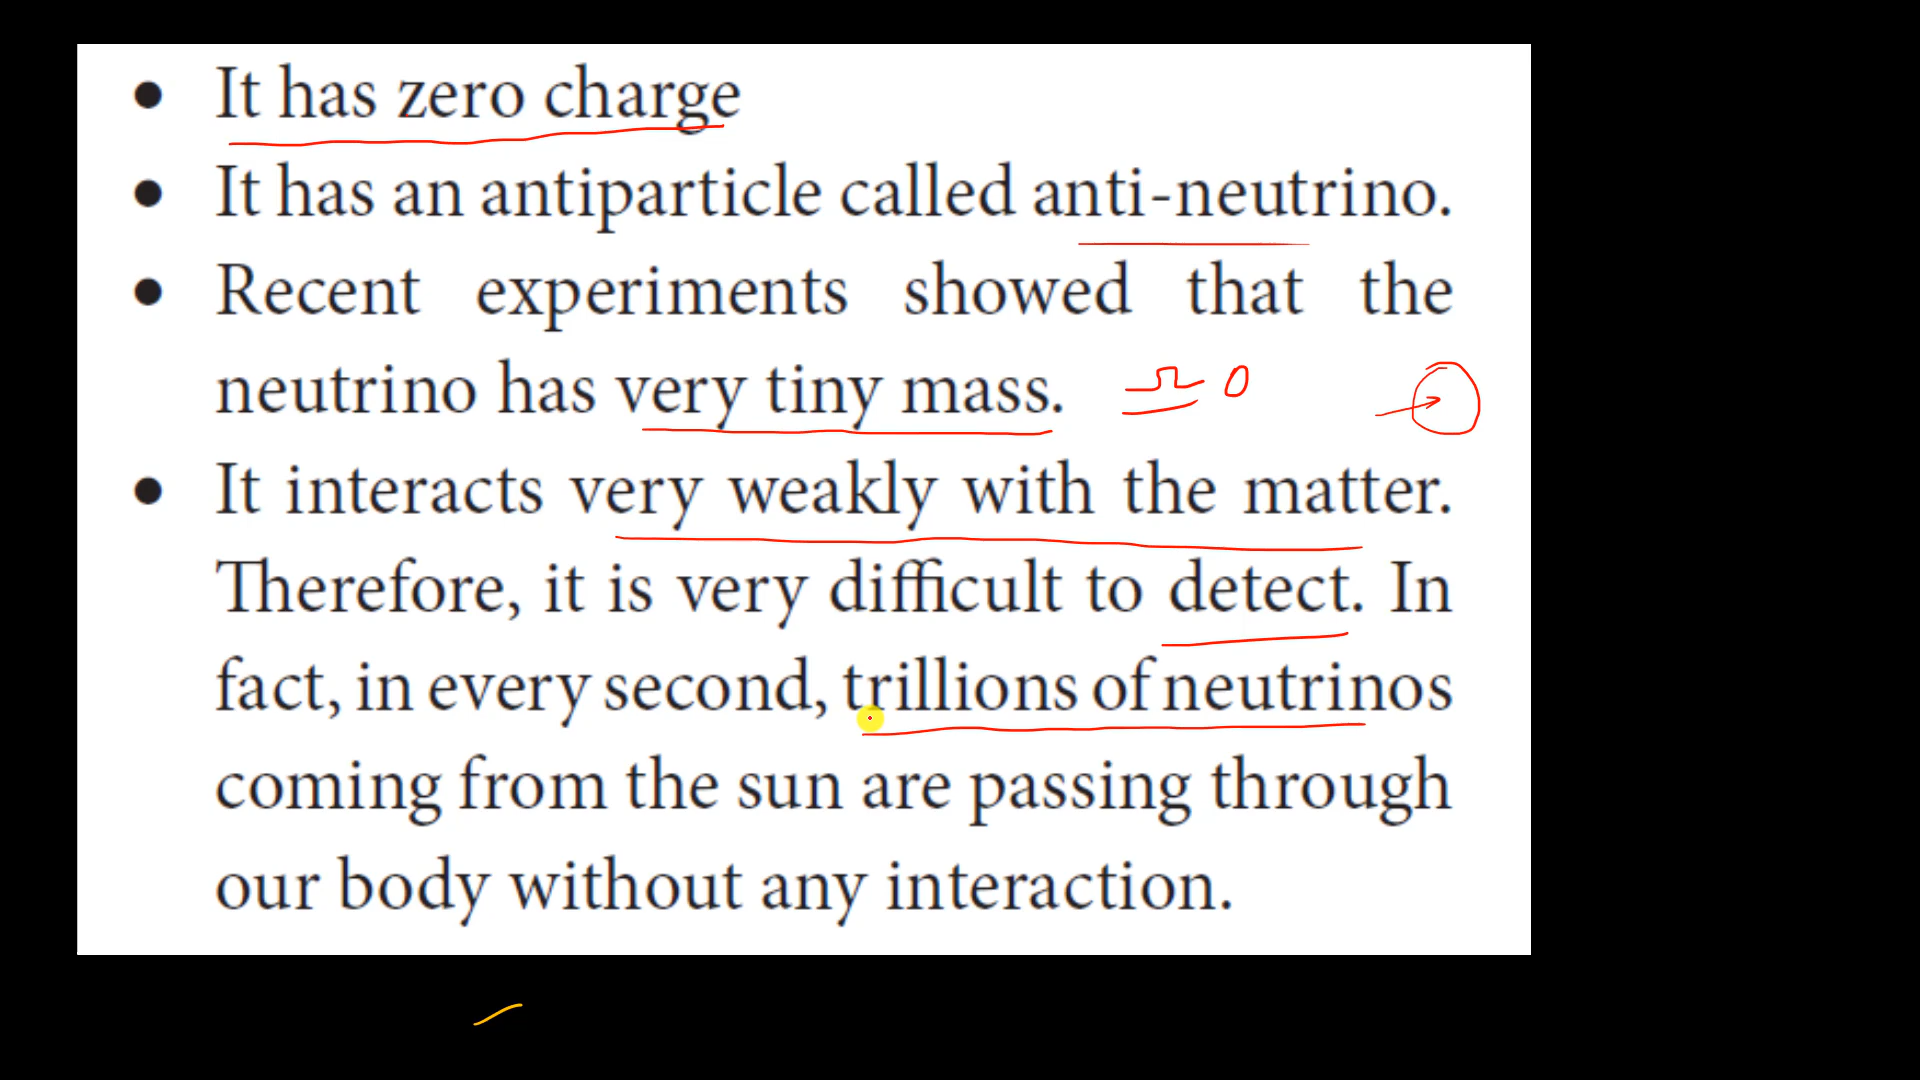 • It has zero charge
• It has an antiparticle called anti-neutrino.
• Recent experiments showed that the
neutrino has very tiny mass. ≃ 0
• It interacts very weakly with the matter.
Therefore, it is very difficult to detect. In
fact, in every second, trillions of neutrinos
coming from the sun are passing through
our body without any interaction.